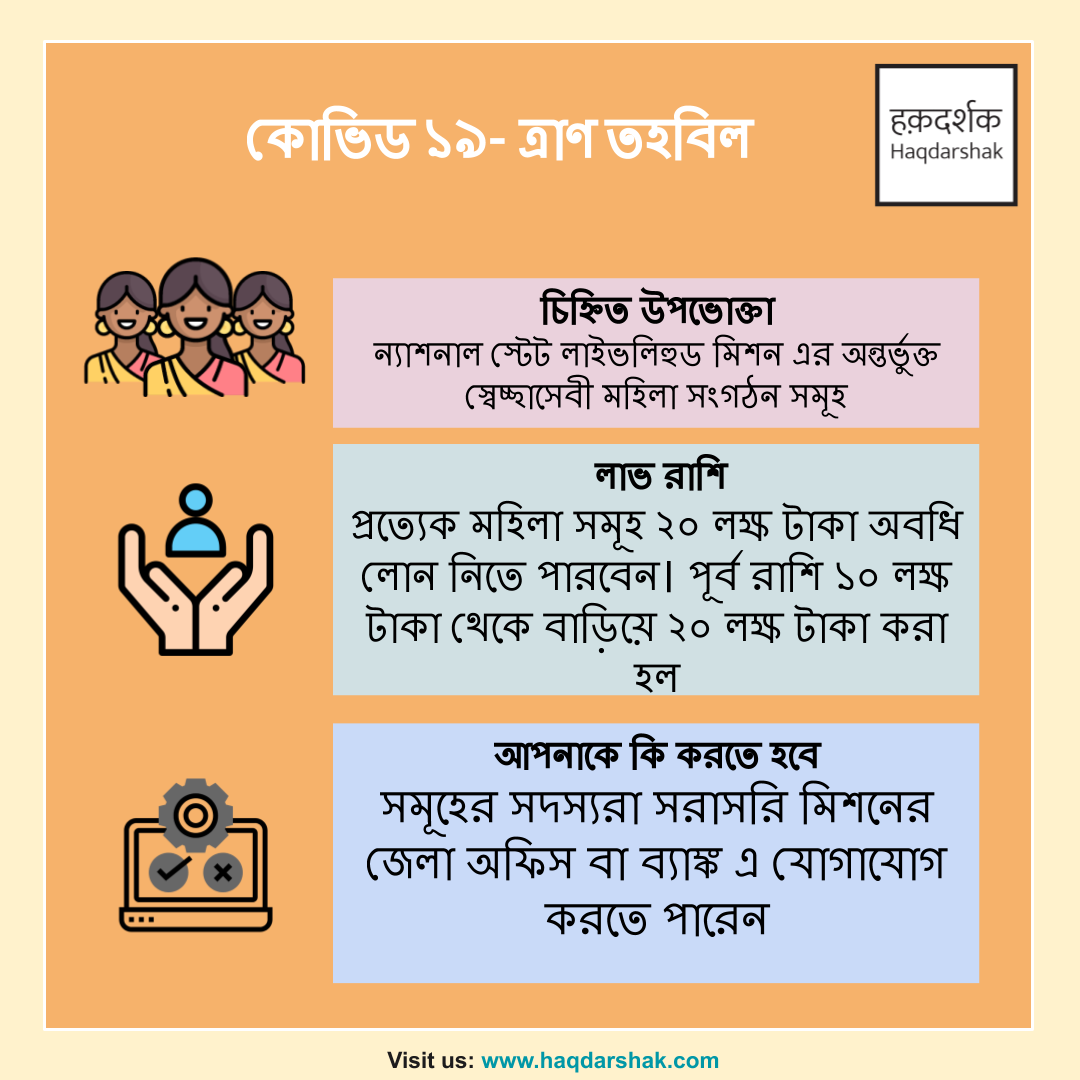 কোভিড ১৯- ত্রাণ তহবিল
हक़दर्शक
Haqdarshak
চিহ্নিত উপভোক্তা
ন্যাশনাল স্টেট লাইভলিহুড মিশন এর অন্তর্ভুক্ত
স্বেচ্ছাসেবী মহিলা সংগঠন সমূহ
লাভ রাশি
প্রত্যেক মহিলা সমূহ ২০ লক্ষ টাকা অবধি
লোন নিতে পারবেন। পূর্ব রাশি ১০ লক্ষ
টাকা থেকে বাড়িয়ে ২০ লক্ষ টাকা করা
হল
আপনাকে কি করতে হবে
সমূহের সদস্যরা সরাসরি মিশনের
জেলা অফিস বা ব্যাঙ্ক এ যোগাযোগ
করতে পারেন
Visit us: www.haqdarshak.com